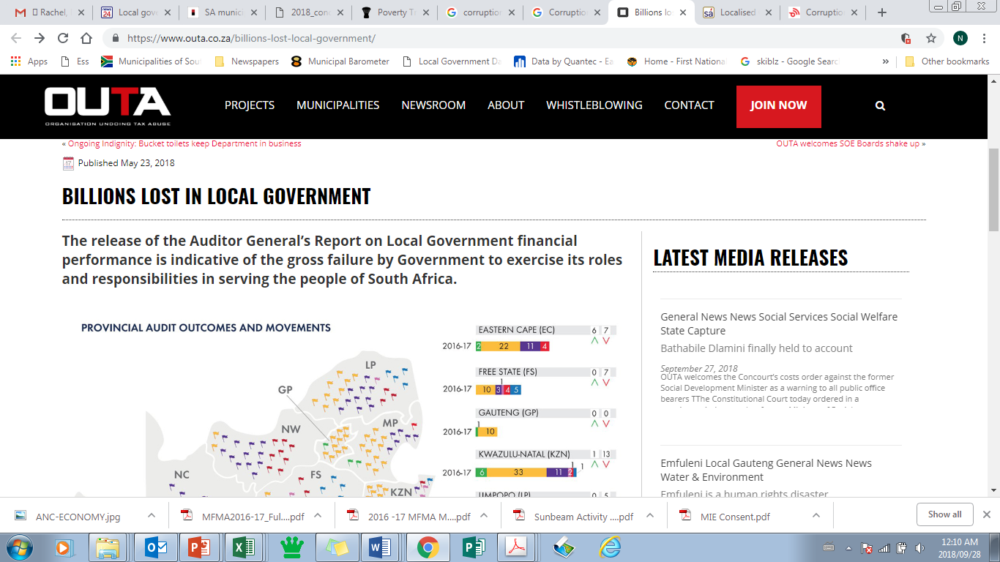 Rachel,
Local gov
SA munici
2018_con
Poverty T
corruption
Corruption
Billions lo
Localised
Corruptio
https://www.outa.co.za/billions-lost-local-government/
N
Apps
Ess
Municipalities of Sou
Newspapers
Municipal Barometer
Local Government Da
Data by Quantec - Ea
Home - First National
skiblz - Google Searc
»
Other bookmarks
OUTA
ORGANISATION UNDOING TAX ABUSE
PROJECTS
MUNICIPALITIES
NEWSROOM
ABOUT
WHISTLEBLOWING
CONTACT
JOIN NOW
« Ongoing Indignity: Bucket toilets keep Department in business
OUTA welcomes SOE Boards shake up »
Published May 23, 2018
BILLIONS LOST IN LOCAL GOVERNMENT
The release of the Auditor General's Report on Local Government financial
performance is indicative of the gross failure by Government to exercise its roles
and responsibilities in serving the people of South Africa.
PROVINCIAL AUDIT OUTCOMES AND MOVEMENTS
LP
GP
MP
NW
NC
FS
KZN
EASTERN CAPE (EC) 6 7
2016-17 2 22 11 4
FREE STATE (FS) 0 7
1
2016-17 10 3 4 5
GAUTENG (GP) 0 0
1
2016-17 10
KWAZULU-NATAL (KZN) 1 13
1 1
2016-17 6 33 11 2
LIMPOPO (LP) 0 5
LATEST MEDIA RELEASES
General News News Social Services Social Welfare
State Capture
Bathabile Dlamini finally held to account
September 27, 2018
OUTA welcomes the Concourt's costs order against the former
Social Development Minister as a warning to all public office
bearers TThe Constitutional Court today ordered in a
Emfuleni Local Gauteng General News News
Water & Environment
Emfuleni is a human rights disaster
ANC-ECONOMY.jpg
MFMA2016-17_Ful....pdf
2016 -17 MFMA M....pdf
Sunbeam Activity ....pdf
MIE Consent.pdf
Show all
12:10 AM
2018/09/28